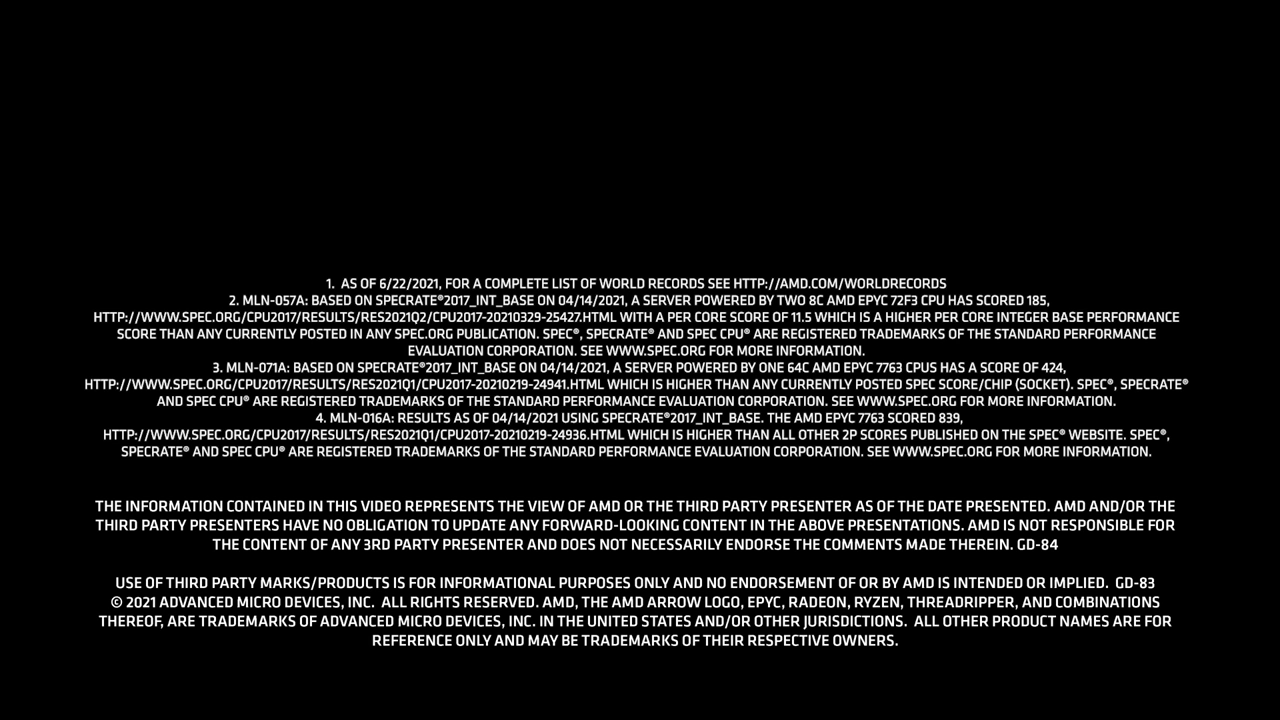 1.  AS OF 6/22/2021, FOR A COMPLETE LIST OF WORLD RECORDS SEE HTTP://AMD.COM/WORLDRECORDS
2. MLN-057A: BASED ON SPECRATE®2017_INT_BASE ON 04/14/2021, A SERVER POWERED BY TWO 8C AMD EPYC 72F3 CPU HAS SCORED 185,
HTTP://WWW.SPEC.ORG/CPU2017/RESULTS/RES2021Q2/CPU2017-20210329-25427.HTML WITH A PER CORE SCORE OF 11.5 WHICH IS A HIGHER PER CORE INTEGER BASE PERFORMANCE
SCORE THAN ANY CURRENTLY POSTED IN ANY SPEC.ORG PUBLICATION. SPEC®, SPECRATE® AND SPEC CPU® ARE REGISTERED TRADEMARKS OF THE STANDARD PERFORMANCE
EVALUATION CORPORATION. SEE WWW.SPEC.ORG FOR MORE INFORMATION.
3. MLN-071A: BASED ON SPECRATE®2017_INT_BASE ON 04/14/2021, A SERVER POWERED BY ONE 64C AMD EPYC 7763 CPUS HAS A SCORE OF 424,
HTTP://WWW.SPEC.ORG/CPU2017/RESULTS/RES2021Q1/CPU2017-20210219-24941.HTML WHICH IS HIGHER THAN ANY CURRENTLY POSTED SPEC SCORE/CHIP (SOCKET). SPEC®, SPECRATE®
AND SPEC CPU® ARE REGISTERED TRADEMARKS OF THE STANDARD PERFORMANCE EVALUATION CORPORATION. SEE WWW.SPEC.ORG FOR MORE INFORMATION.
4. MLN-016A: RESULTS AS OF 04/14/2021 USING SPECRATE®2017_INT_BASE. THE AMD EPYC 7763 SCORED 839,
HTTP://WWW.SPEC.ORG/CPU2017/RESULTS/RES2021Q1/CPU2017-20210219-24936.HTML WHICH IS HIGHER THAN ALL OTHER 2P SCORES PUBLISHED ON THE SPEC® WEBSITE. SPEC®,
SPECRATE® AND SPEC CPU® ARE REGISTERED TRADEMARKS OF THE STANDARD PERFORMANCE EVALUATION CORPORATION. SEE WWW.SPEC.ORG FOR MORE INFORMATION.
THE INFORMATION CONTAINED IN THIS VIDEO REPRESENTS THE VIEW OF AMD OR THE THIRD PARTY PRESENTER AS OF THE DATE PRESENTED. AMD AND/OR THE
THIRD PARTY PRESENTERS HAVE NO OBLIGATION TO UPDATE ANY FORWARD-LOOKING CONTENT IN THE ABOVE PRESENTATIONS. AMD IS NOT RESPONSIBLE FOR
THE CONTENT OF ANY 3RD PARTY PRESENTER AND DOES NOT NECESSARILY ENDORSE THE COMMENTS MADE THEREIN. GD-84
USE OF THIRD PARTY MARKS/PRODUCTS IS FOR INFORMATIONAL PURPOSES ONLY AND NO ENDORSEMENT OF OR BY AMD IS INTENDED OR IMPLIED.  GD-83
© 2021 ADVANCED MICRO DEVICES, INC.  ALL RIGHTS RESERVED. AMD, THE AMD ARROW LOGO, EPYC, RADEON, RYZEN, THREADRIPPER, AND COMBINATIONS
THEREOF, ARE TRADEMARKS OF ADVANCED MICRO DEVICES, INC. IN THE UNITED STATES AND/OR OTHER JURISDICTIONS.  ALL OTHER PRODUCT NAMES ARE FOR
REFERENCE ONLY AND MAY BE TRADEMARKS OF THEIR RESPECTIVE OWNERS.